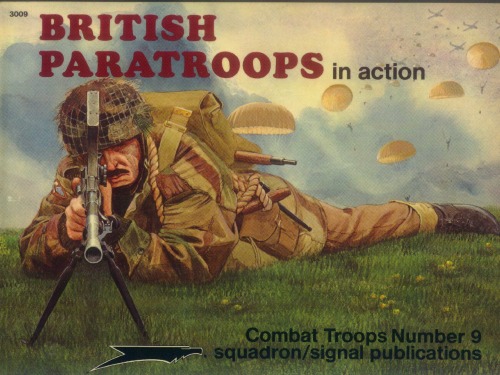 3009
BRITISH
PARATROOPS in action
Combat Troops Number 9
squadron/signal publications